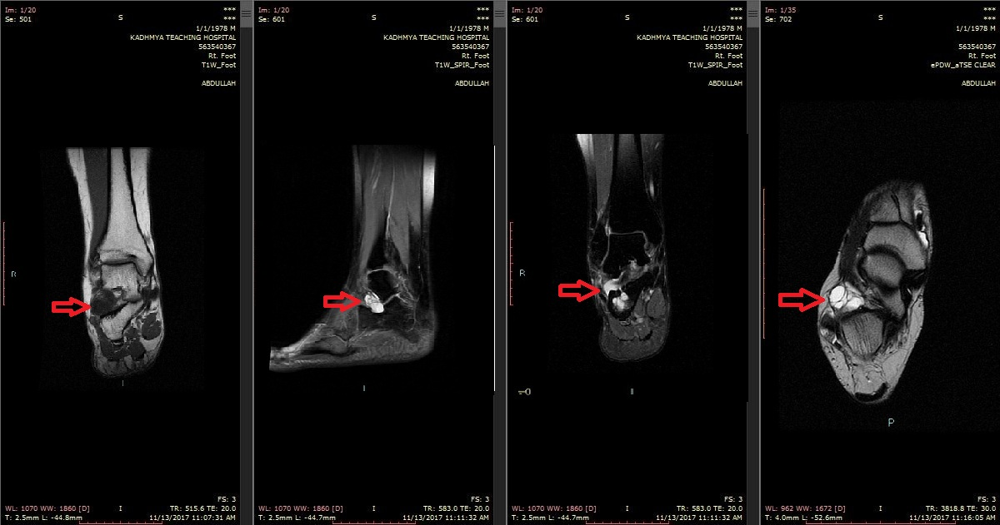 Im: 1/20
***
Se: 501
S
***
1/1/1978 M
KADHMYA TEACHING HOSPITAL
563540367
Rt. Foot
T1W_Foot
ABDULLAH
R
I
FS: 3
WL: 1070 WW: 1860 [D]
I
TR: 515.6 TE: 20.0
T: 2.5mm L: -44.8mm
11/13/2017 11:07:31 AM
Im: 1/20
***
Se: 601
S
***
1/1/1978 M
KADHMYA TEACHING HOSPITAL
563540367
Rt. Foot
T1W_SPIR_Foot
ABDULLAH
I
FS: 3
WL: 1070 WW: 1860 [D]
I
TR: 583.0 TE: 20.0
T: 2.5mm L: -44.7mm
11/13/2017 11:11:32 AM
Im: 1/20
***
Se: 601
S
***
1/1/1978 M
KADHMYA TEACHING HOSPITAL
563540367
Rt. Foot
T1W_SPIR_Foot
ABDULLAH
R
FS: 3
WL: 1070 WW: 1860 [D]
I
TR: 583.0 TE: 20.0
T: 2.5mm L: -44.7mm
11/13/2017 11:11:32 AM
Im: 1/35
***
Se: 702
S
***
1/1/1978 M
563540367
Rt. Foot
ePDW_aTSE CLEAR
ABDULLAH
P
FS: 3
WL: 962 WW: 1672 [D]
I
TR: 3818.8 TE: 30.0
T: 4.0mm L: -52.6mm
11/13/2017 11:16:05 AM